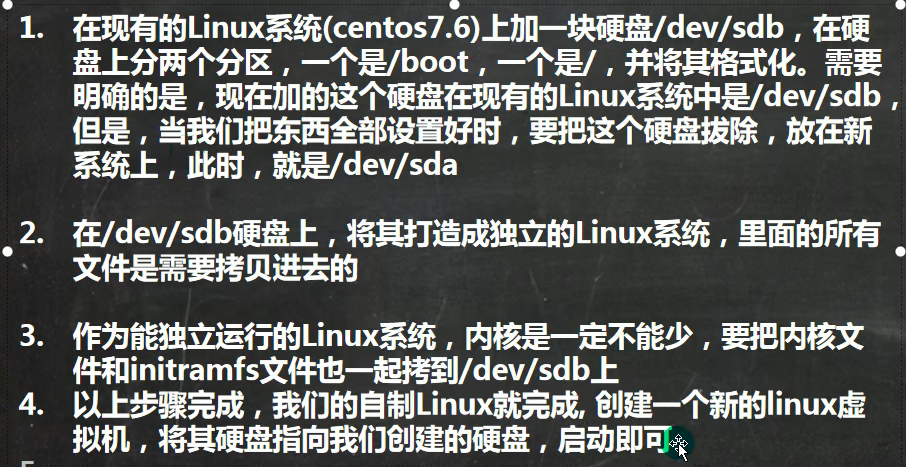 1. 在现有的Linux系统(centos7.6)上加一块硬盘/dev/sdb，在硬
盘上分两个分区，一个是/boot，一个是/，并将其格式化。需要
明确的是，现在加的这个硬盘在现有的Linux系统中是/dev/sdb，
但是，当我们把东西全部设置好时，要把这个硬盘拔除，放在新
系统上，此时，就是/dev/sda
2. 在/dev/sdb硬盘上，将其打造成独立的Linux系统，里面的所有
文件是需要拷贝进去的
3. 作为能独立运行的Linux系统，内核是一定不能少，要把内核文
件和initramfs文件也一起拷到/dev/sdb上
4. 以上步骤完成，我们的自制Linux就完成, 创建一个新的linux虚
拟机，将其硬盘指向我们创建的硬盘，启动即可